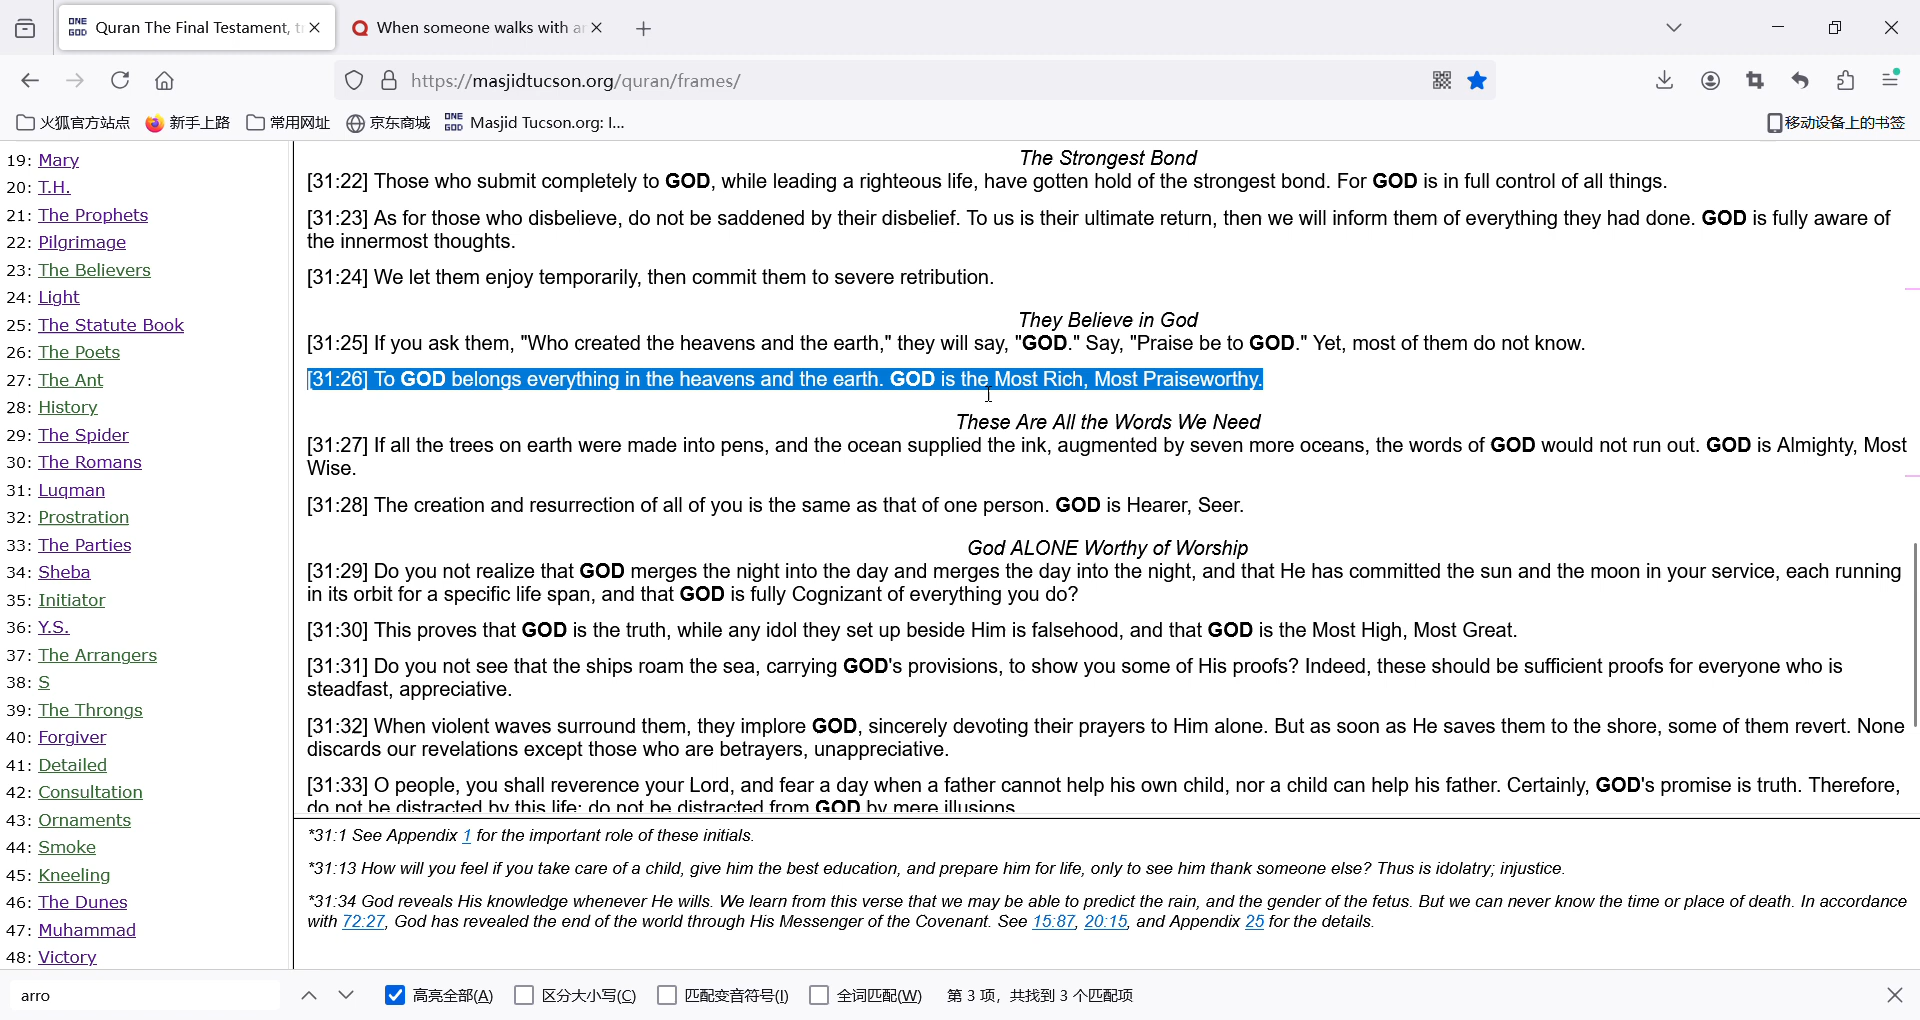 ONE GOD Quran The Final Testament, t
When someone walks with ar
https://masjidtucson.org/quran/frames/
火狐官方站点
新手上路
常用网址
京东商城
ONE GOD Masjid Tucson.org: I...
移动设备上的书签
19: Mary
20: T.H.
21: The Prophets
22: Pilgrimage
23: The Believers
24: Light
25: The Statute Book
26: The Poets
27: The Ant
28: History
29: The Spider
30: The Romans
31: Luqman
32: Prostration
33: The Parties
34: Sheba
35: Initiator
36: Y.S.
37: The Arrangers
38: S
39: The Throngs
40: Forgiver
41: Detailed
42: Consultation
43: Ornaments
44: Smoke
45: Kneeling
46: The Dunes
47: Muhammad
48: Victory
The Strongest Bond
[31:22] Those who submit completely to GOD, while leading a righteous life, have gotten hold of the strongest bond. For GOD is in full control of all things.
[31:23] As for those who disbelieve, do not be saddened by their disbelief. To us is their ultimate return, then we will inform them of everything they had done. GOD is fully aware of
the innermost thoughts.
[31:24] We let them enjoy temporarily, then commit them to severe retribution.
They Believe in God
[31:25] If you ask them, "Who created the heavens and the earth," they will say, "GOD." Say, "Praise be to GOD." Yet, most of them do not know.
[31:26] To GOD belongs everything in the heavens and the earth. GOD is the Most Rich, Most Praiseworthy.
These Are All the Words We Need
[31:27] If all the trees on earth were made into pens, and the ocean supplied the ink, augmented by seven more oceans, the words of GOD would not run out. GOD is Almighty, Most
Wise.
[31:28] The creation and resurrection of all of you is the same as that of one person. GOD is Hearer, Seer.
God ALONE Worthy of Worship
[31:29] Do you not realize that GOD merges the night into the day and merges the day into the night, and that He has committed the sun and the moon in your service, each running
in its orbit for a specific life span, and that GOD is fully Cognizant of everything you do?
[31:30] This proves that GOD is the truth, while any idol they set up beside Him is falsehood, and that GOD is the Most High, Most Great.
[31:31] Do you not see that the ships roam the sea, carrying GOD's provisions, to show you some of His proofs? Indeed, these should be sufficient proofs for everyone who is
steadfast, appreciative.
[31:32] When violent waves surround them, they implore GOD, sincerely devoting their prayers to Him alone. But as soon as He saves them to the shore, some of them revert. None
discards our revelations except those who are betrayers, unappreciative.
[31:33] O people, you shall reverence your Lord, and fear a day when a father cannot help his own child, nor a child can help his father. Certainly, GOD's promise is truth. Therefore,
do not be distracted by this life; do not be distracted from GOD by mere illusions.
*31:1 See Appendix 1 for the important role of these initials.
*31:13 How will you feel if you take care of a child, give him the best education, and prepare him for life, only to see him thank someone else? Thus is idolatry; injustice.
*31:34 God reveals His knowledge whenever He wills. We learn from this verse that we may be able to predict the rain, and the gender of the fetus. But we can never know the time or place of death. In accordance
with 72:27, God has revealed the end of the world through His Messenger of the Covenant. See 15:87, 20:15, and Appendix 25 for the details.
arro
高亮全部(A)
区分大小写(C)
匹配变音符号(I)
全词匹配(W)
第 3 项，共找到 3 个匹配项